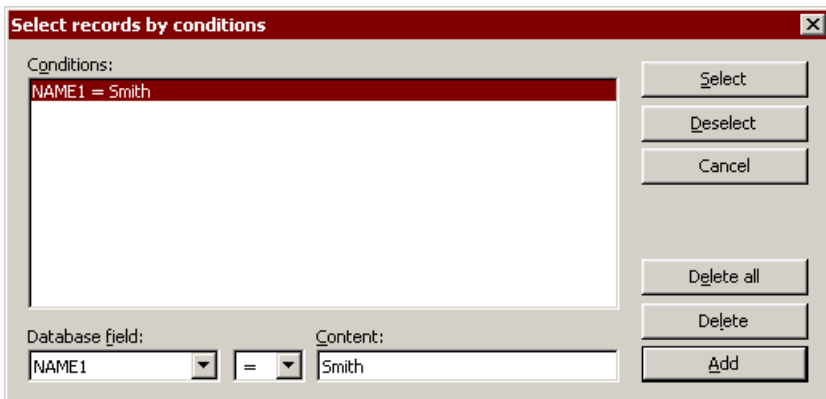 Select records by conditions
Conditions:
NAME1 = Smith
Select
Deselect
Cancel
Delete all
Delete
Add
Database field:
Content:
NAME1
=
Smith